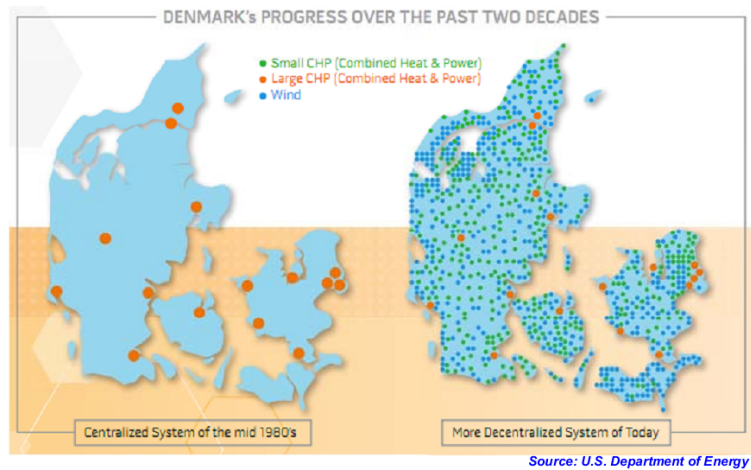 DENMARK's PROGRESS OVER THE PAST TWO DECADES
Small CHP (Combined Heat & Power)
Large CHP (Combined Heat & Power)
Wind
Centralized System of the mid 1980's
More Decentralized System of Today
Source: U.S. Department of Energy